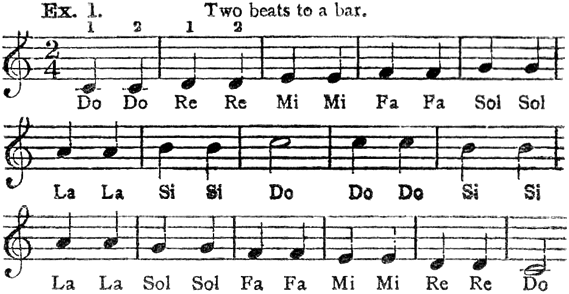 Ex. 1. Two beats to a bar.
1 2 1 2
2
4
Do Do Re Re Mi Mi Fa Fa Sol Sol
La La Si Si Do Do Do Si Si
La La Sol Sol Fa Fa Mi Mi Re Re Do